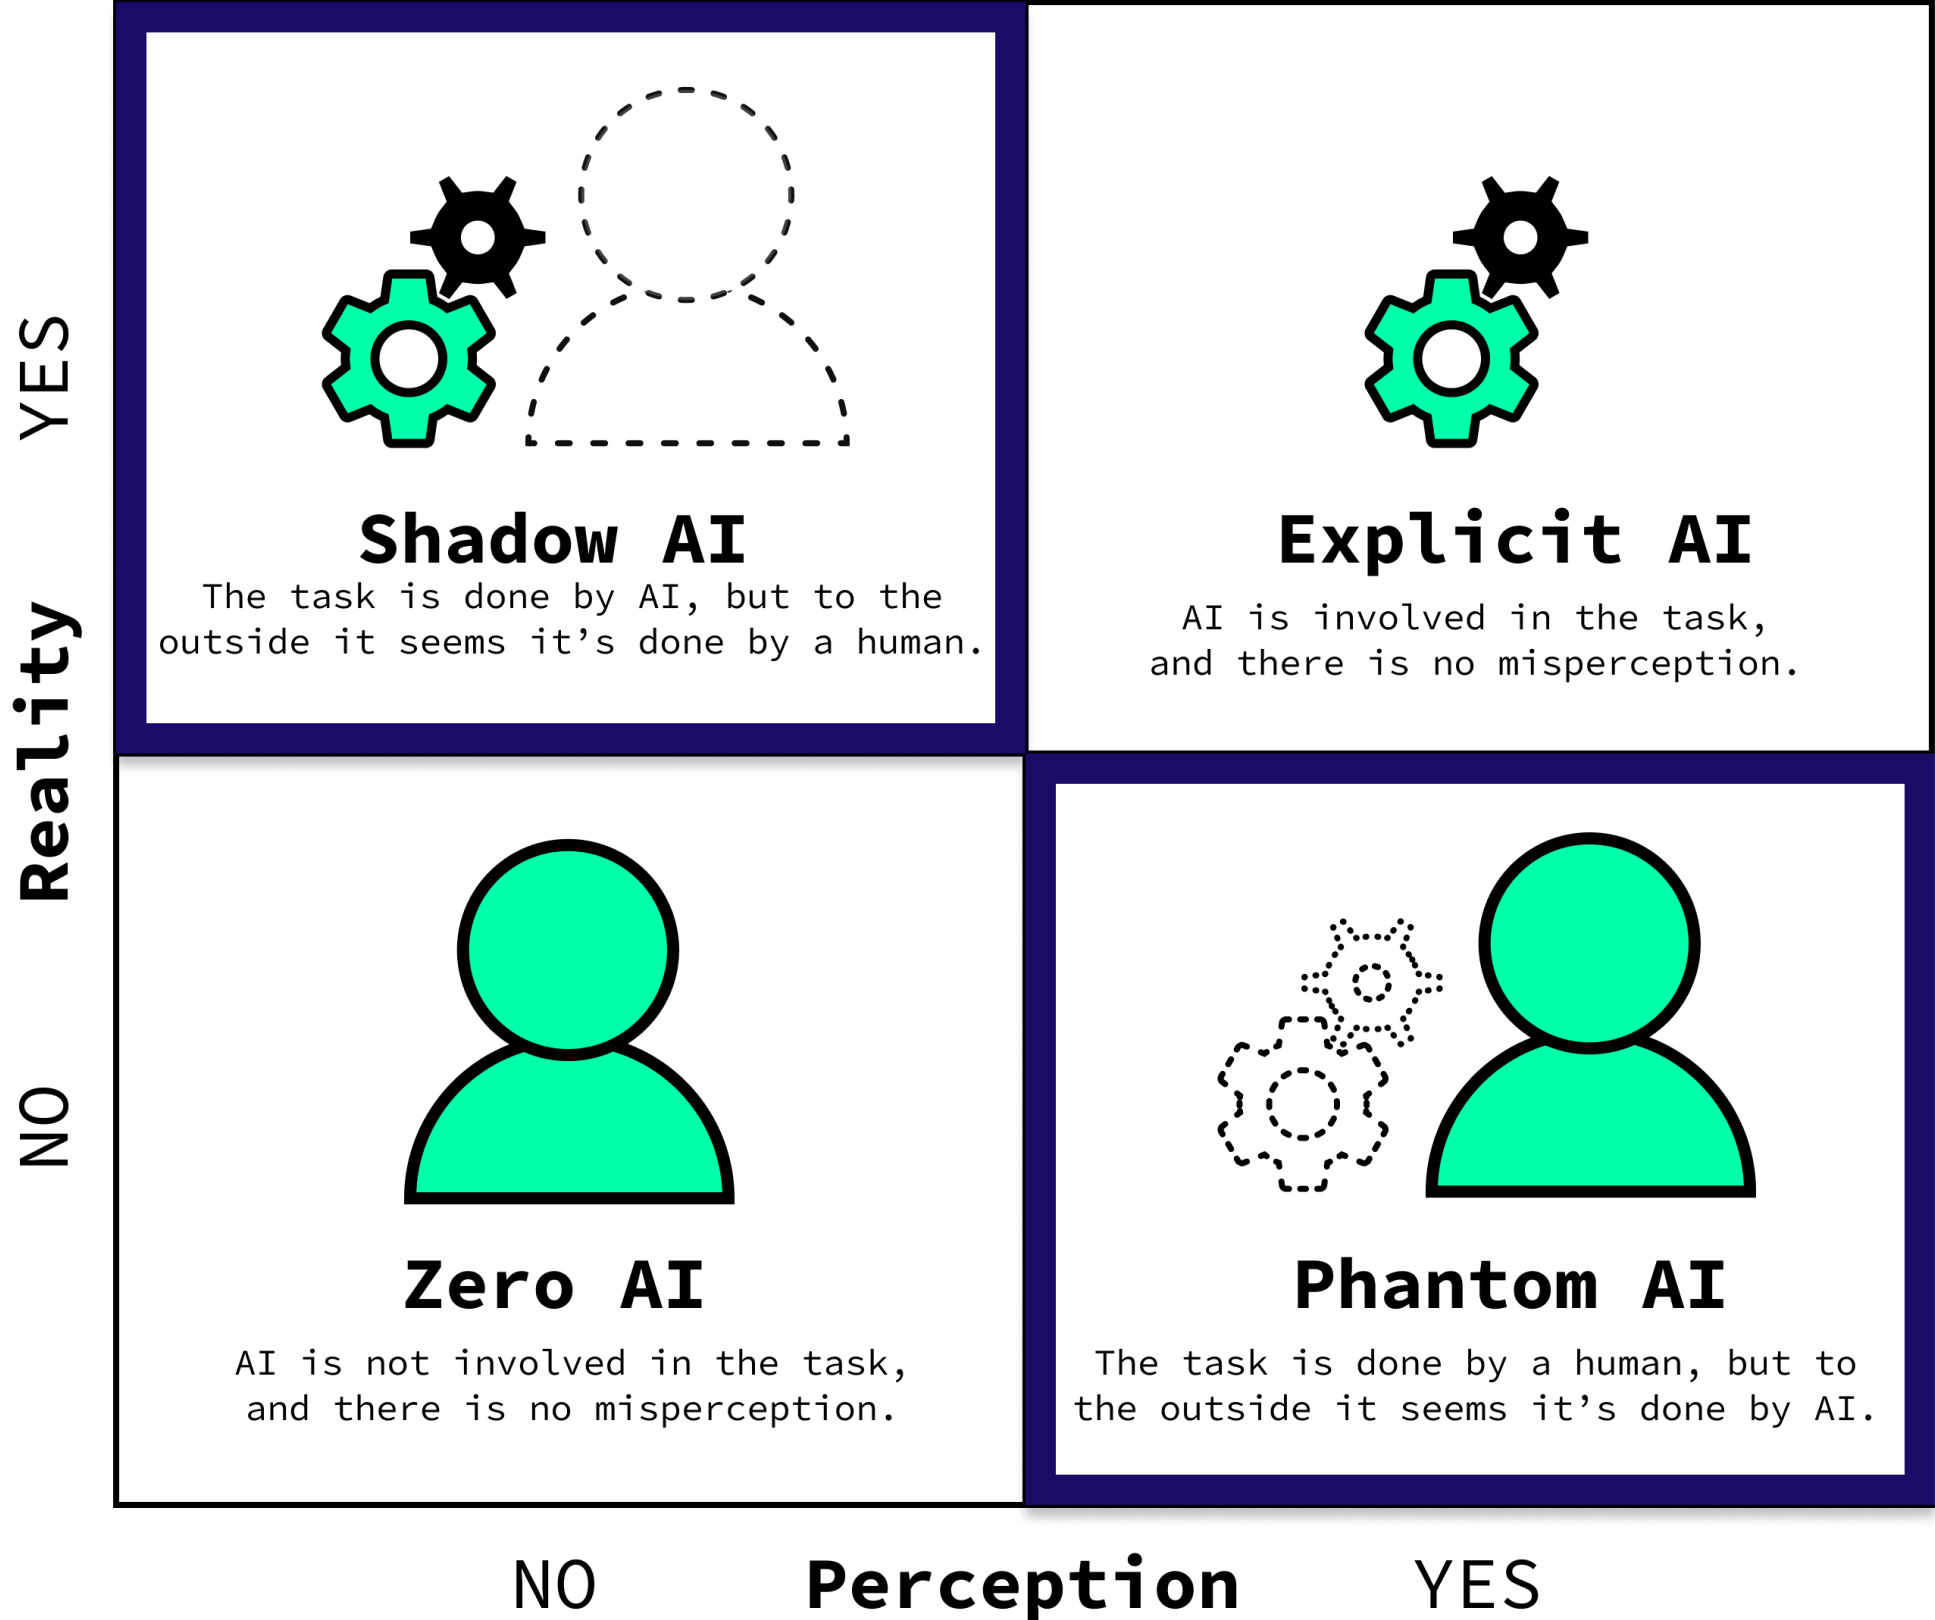 YES
Shadow AI
The task is done by AI, but to the
outside it seems it’s done by a human.
Explicit AI
AI is involved in the task,
and there is no misperception.
Reality
NO
Zero AI
AI is not involved in the task,
and there is no misperception.
Phantom AI
The task is done by a human, but to
the outside it seems it’s done by AI.
NO
Perception
YES